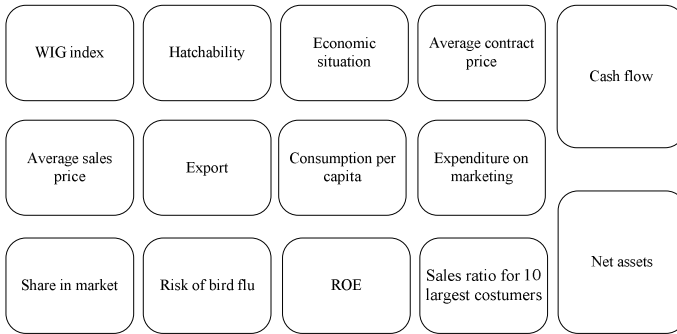 WIG index
Hatchability
Economic
situation
Average contract
price
Cash flow
Average sales
price
Export
Consumption per
capita
Expenditure on
marketing
Share in market
Risk of bird flu
ROE
Sales ratio for 10
largest costumers
Net assets